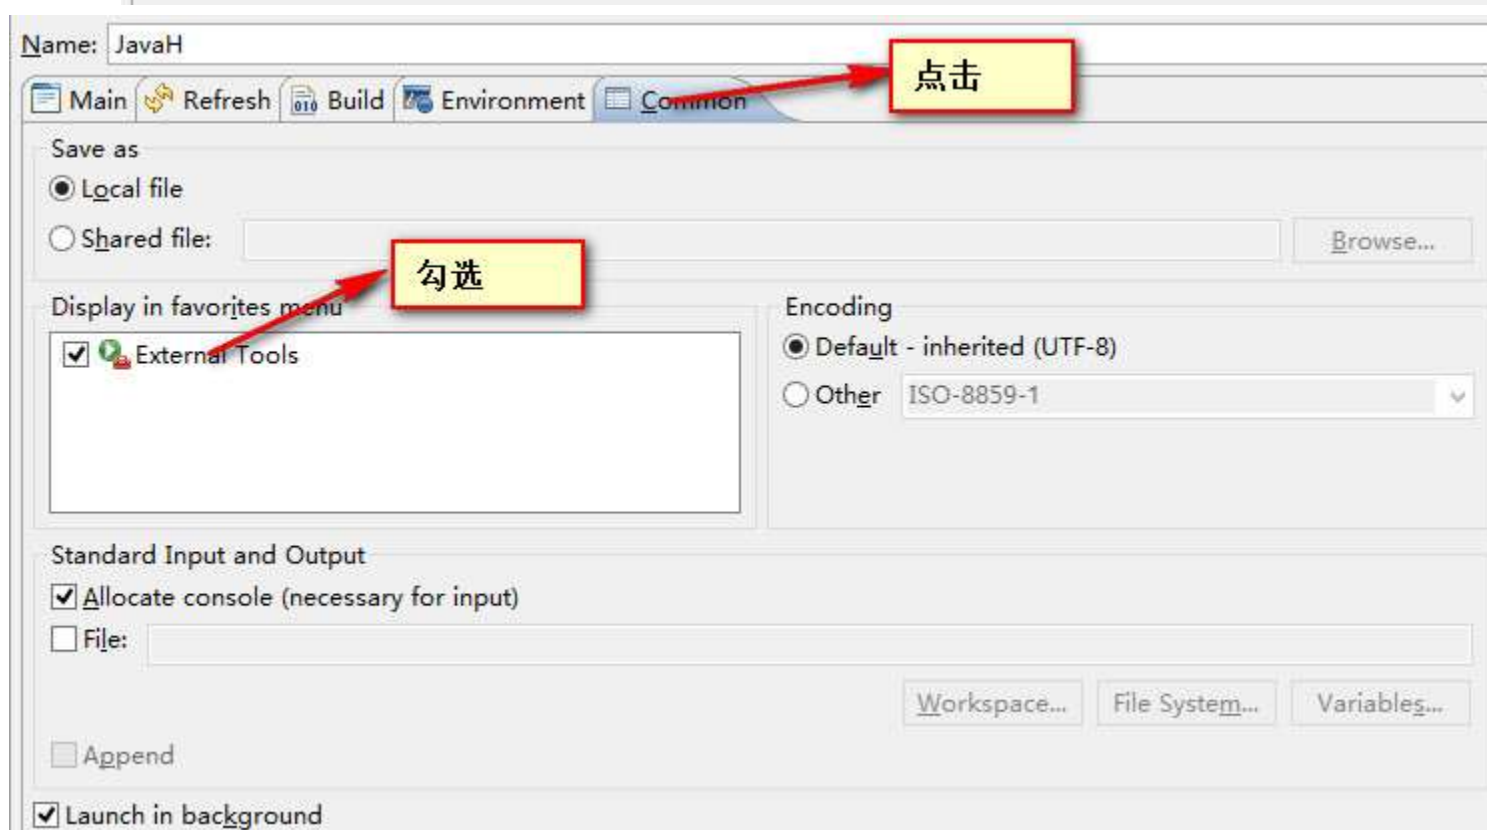 Name: JavaH
点击
Main Refresh Build Environment Common
Save as
Local file
Shared file: Browse...
勾选
Display in favorites menu Encoding
External Tools Default - inherited (UTF-8)
Other ISO-8859-1
Standard Input and Output
Allocate console (necessary for input)
File:
Workspace... File System... Variables...
Append
Launch in background